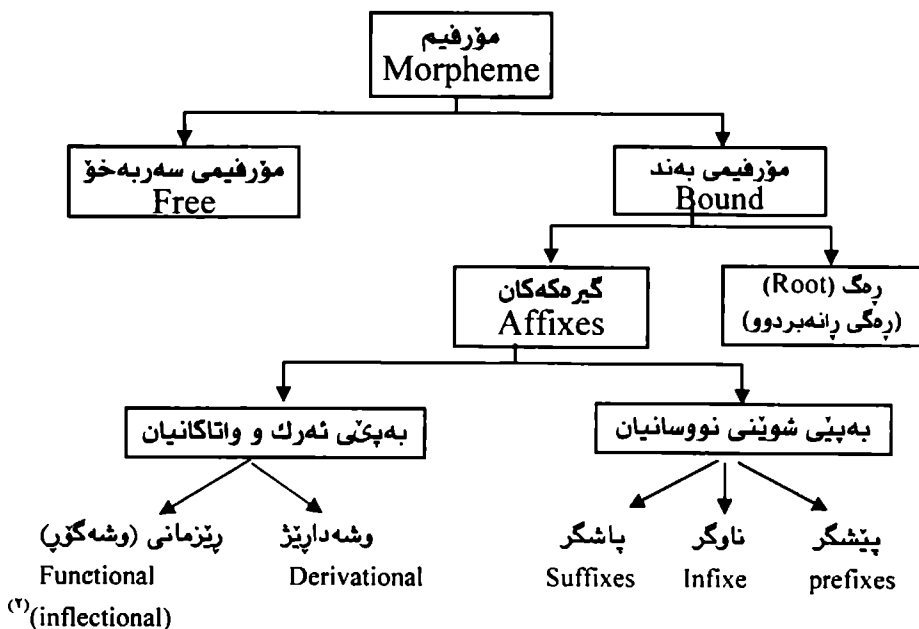 مۆرفیم
Morpheme
مۆرفیمی بەند
Bound
مۆرفیمی سەربەخۆ
Free
ڕەگ (Root)
(ڕەگی ڕانەبردوو)
گیرەکەکان
Affixes
بەپێی شوێنی نووسانیان
بەپێی ئەرك و واتاگانیان
پێشگر
prefixes
ناوگر
Infixe
پاشگر
Suffixes
وشەداڕێژ
Derivational
ڕێزمانی (وشەگۆڕ)
Functional
(inflectional)(٢)